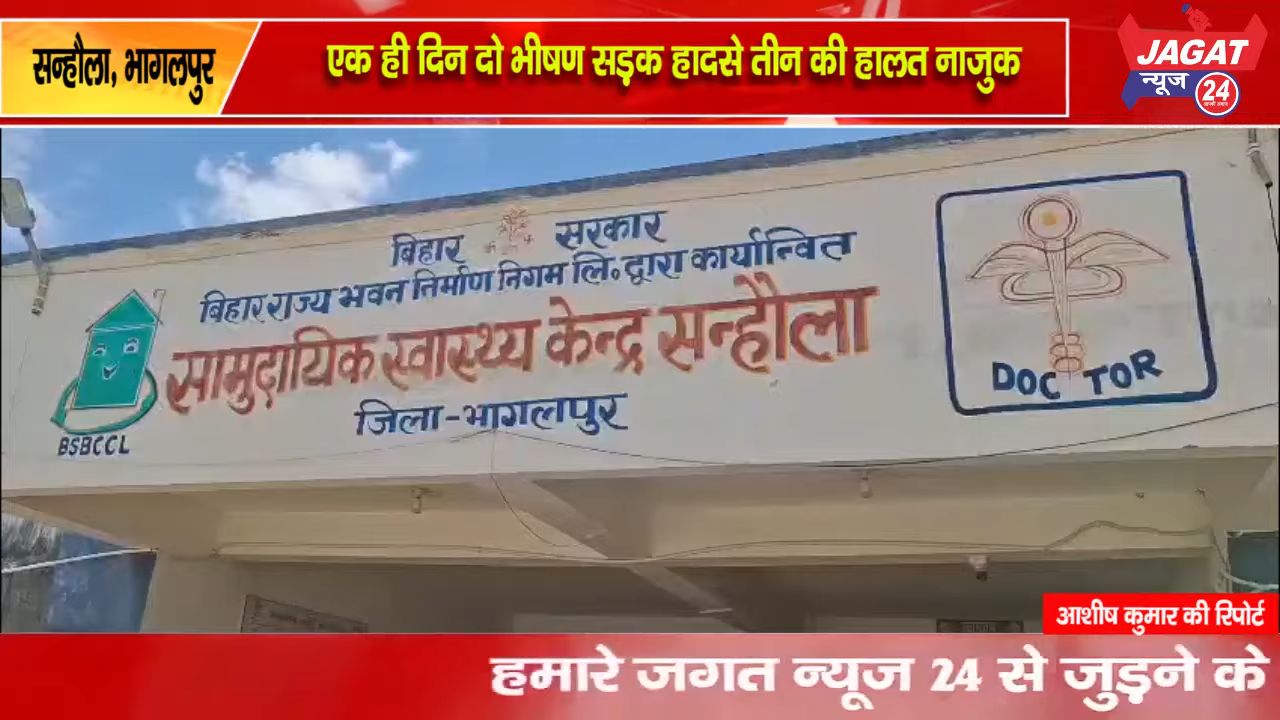 सन्हौला, भागलपुर
एक ही दिन दो भीषण सड़क हादसे तीन की हालत नाजुक
JAGAT
न्यूज 24
बिहार सरकार
बिहार राज्य भवन निर्माण निगम लि० द्वारा कार्यान्वित
सामुदायिक स्वास्थ्य केन्द्र सन्हौला
जिला-भागलपुर
BSBCCL
DOCTOR
आशीष कुमार की रिपोर्ट
हमारे जगत न्यूज 24 से जुड़ने के